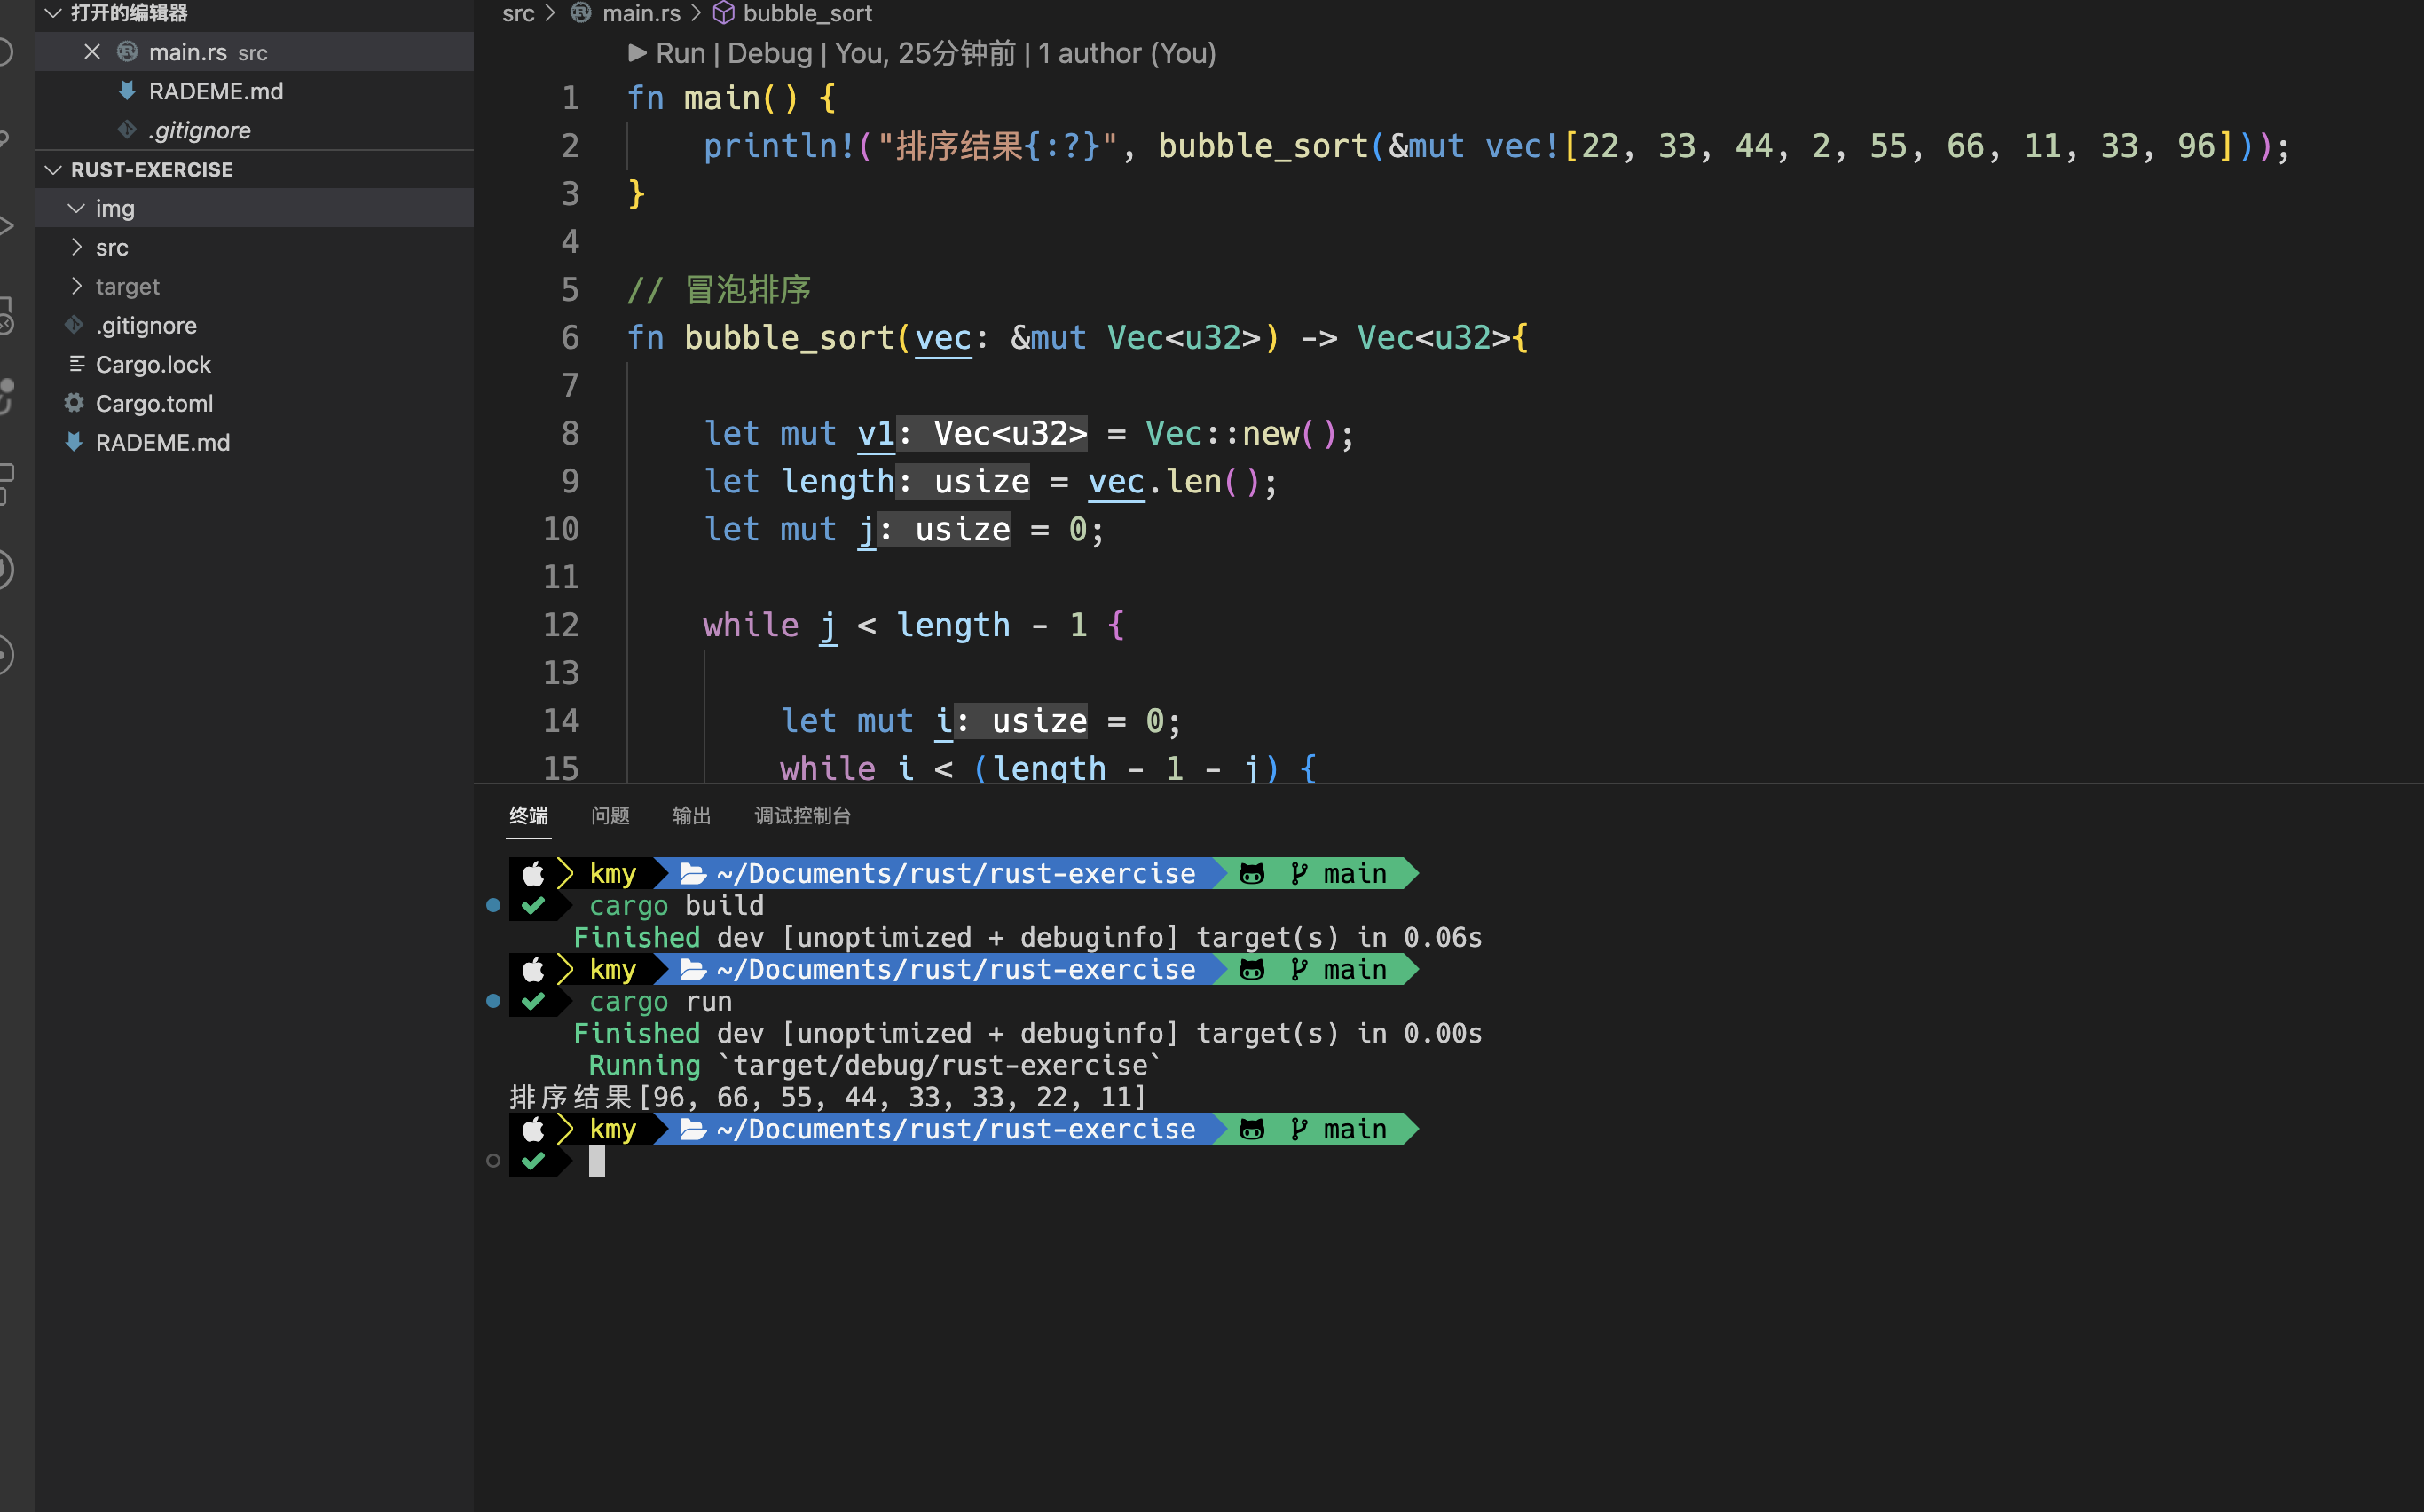 打开的编辑器
main.rs src
RADEME.md
.gitignore
RUST-EXERCISE
img
src
target
.gitignore
Cargo.lock
Cargo.toml
RADEME.md
src > main.rs > bubble_sort
Run | Debug | You, 25分钟前 | 1 author (You)
1 fn main() {
2 println!("排序结果{:?}", bubble_sort(&mut vec![22, 33, 44, 2, 55, 66, 11, 33, 96]));
3 }
4
5 // 冒泡排序
6 fn bubble_sort(vec: &mut Vec<u32>) -> Vec<u32>{
7
8 let mut v1: Vec<u32> = Vec::new();
9 let length: usize = vec.len();
10 let mut j: usize = 0;
11
12 while j < length - 1 {
13
14 let mut i: usize = 0;
15 while i < (length - 1 - j) {
终端 问题 输出 调试控制台
kmy ~/Documents/rust/rust-exercise main
cargo build
Finished dev [unoptimized + debuginfo] target(s) in 0.06s
kmy ~/Documents/rust/rust-exercise main
cargo run
Finished dev [unoptimized + debuginfo] target(s) in 0.00s
Running `target/debug/rust-exercise`
排序结果[96, 66, 55, 44, 33, 33, 22, 11]
kmy ~/Documents/rust/rust-exercise main